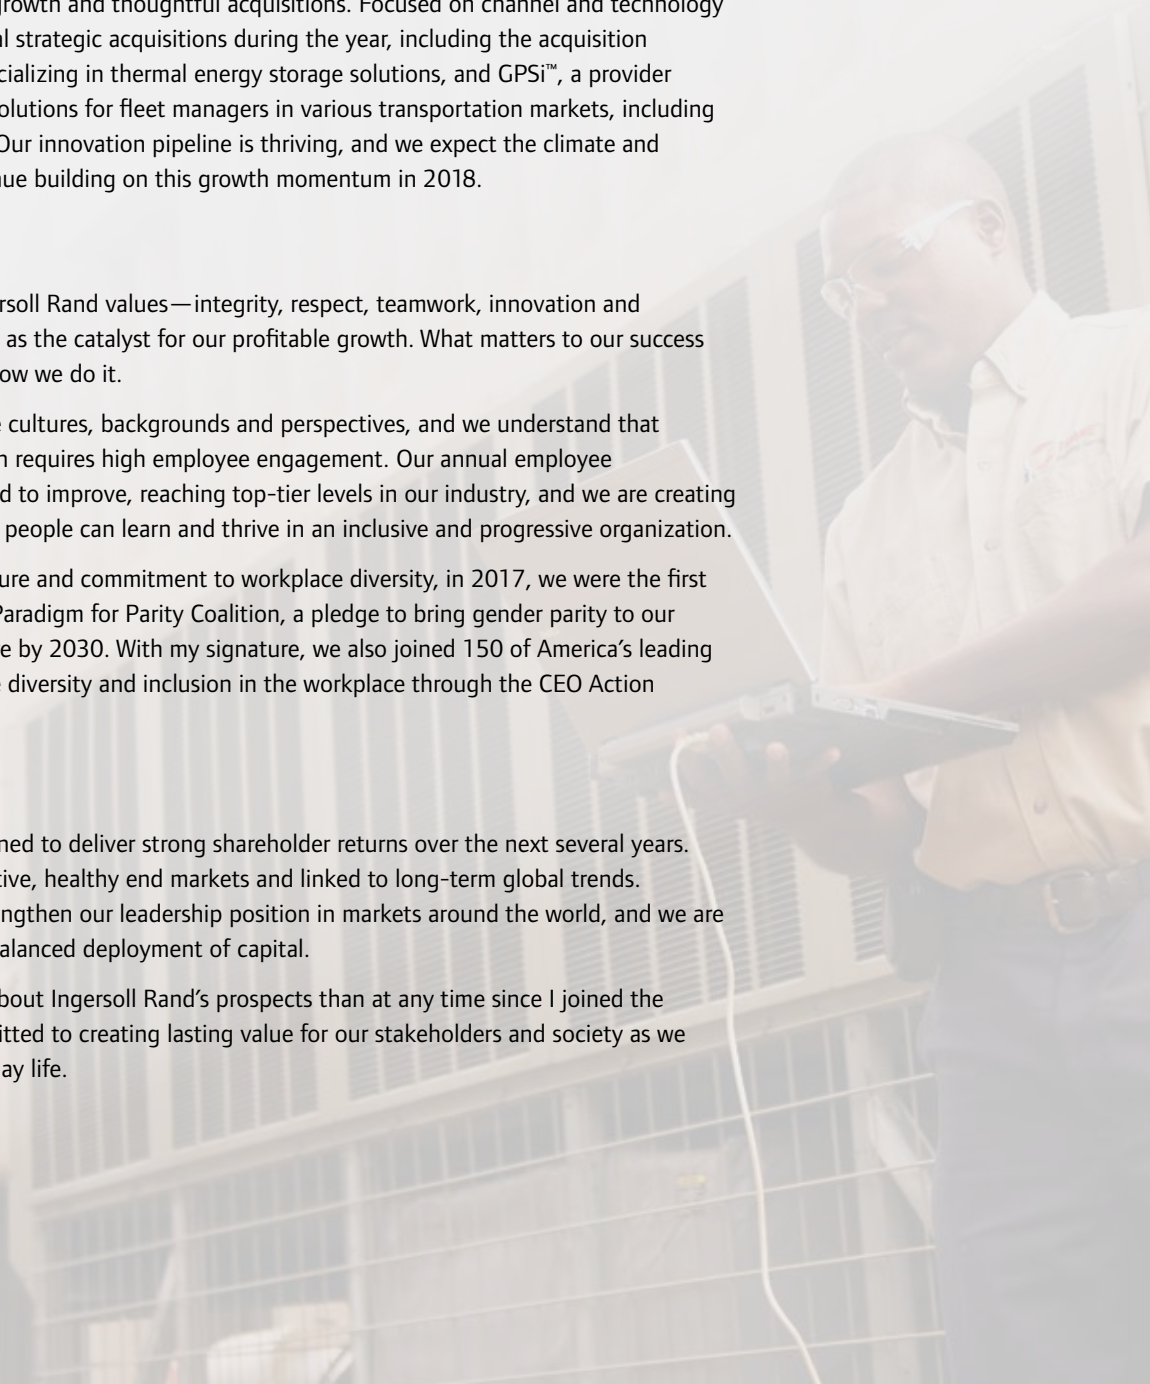 growth and thoughtful acquisitions. Focused on channel and technology
l strategic acquisitions during the year, including the acquisition
cializing in thermal energy storage solutions, and GPSi™, a provider
olutions for fleet managers in various transportation markets, including
Our innovation pipeline is thriving, and we expect the climate and
nue building on this growth momentum in 2018.
ersoll Rand values—integrity, respect, teamwork, innovation and
as the catalyst for our profitable growth. What matters to our success
ow we do it.
e cultures, backgrounds and perspectives, and we understand that
n requires high employee engagement. Our annual employee
d to improve, reaching top-tier levels in our industry, and we are creating
people can learn and thrive in an inclusive and progressive organization.
ure and commitment to workplace diversity, in 2017, we were the first
Paradigm for Parity Coalition, a pledge to bring gender parity to our
e by 2030. With my signature, we also joined 150 of America’s leading
e diversity and inclusion in the workplace through the CEO Action
ned to deliver strong shareholder returns over the next several years.
tive, healthy end markets and linked to long-term global trends.
engthen our leadership position in markets around the world, and we are
alanced deployment of capital.
bout Ingersoll Rand’s prospects than at any time since I joined the
itted to creating lasting value for our stakeholders and society as we
ay life.